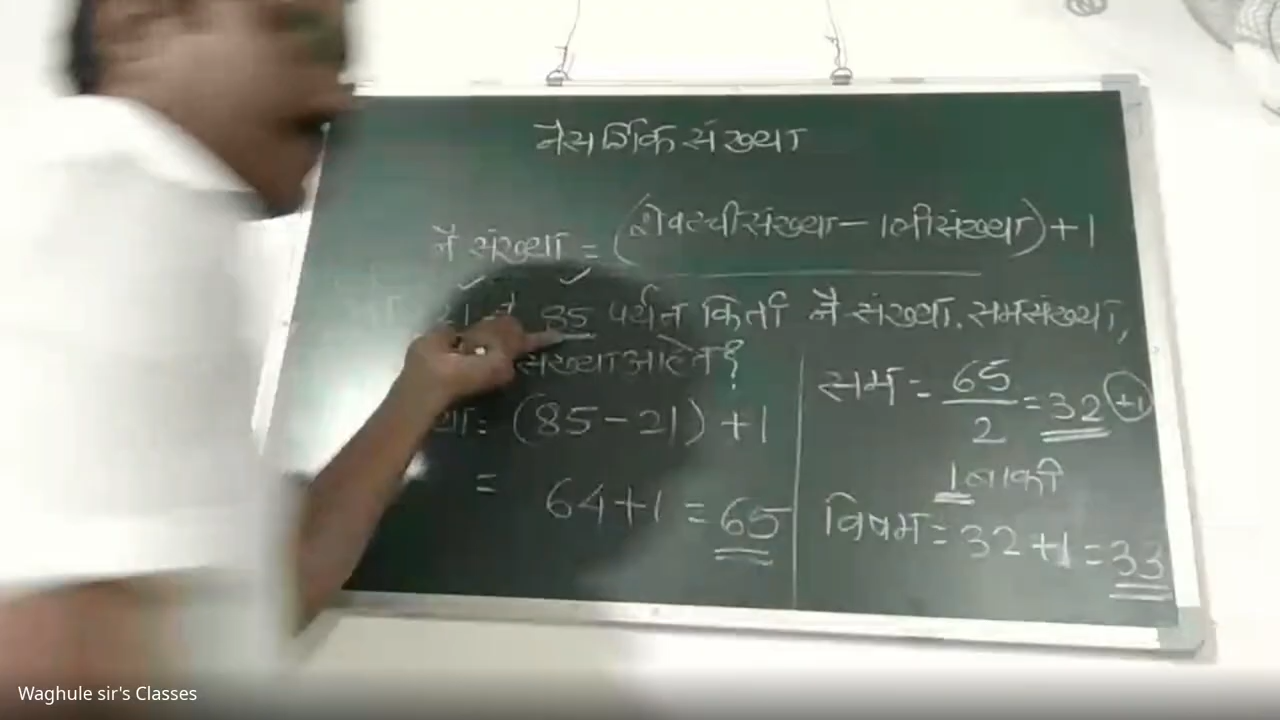 नैसर्गिक संख्या
नै संख्या = (शेवटची संख्या - 1ली संख्या) + 1
21 ते 85 पर्यंत किती नै संख्या, समसंख्या,
संख्या आहेत?
(85 - 21) + 1
= 64 + 1 = 65
सम = 65/2 = 32 +1
1 बाकी
विषम = 32 + 1 = 33
Waghule sir's Classes